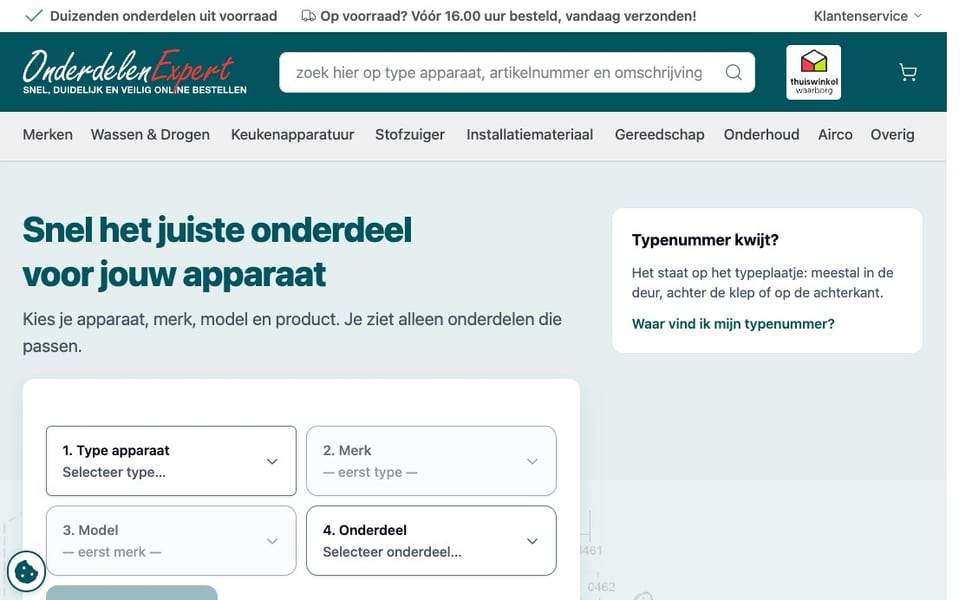 Duizenden onderdelen uit voorraad
Op voorraad? Vóór 16.00 uur besteld, vandaag verzonden!
Klantenservice
OnderdelenExpert
SNEL, DUIDELIJK EN VEILIG ONLINE BESTELLEN
zoek hier op type apparaat, artikelnummer en omschrijving
thuiswinkel
waarborg
Merken
Wassen & Drogen
Keukenapparatuur
Stofzuiger
Installatiemateriaal
Gereedschap
Onderhoud
Airco
Overig
Snel het juiste onderdeel
voor jouw apparaat
Kies je apparaat, merk, model en product. Je ziet alleen onderdelen die
passen.
Typenummer kwijt?
Het staat op het typeplaatje: meestal in de
deur, achter de klep of op de achterkant.
Waar vind ik mijn typenummer?
1. Type apparaat
Selecteer type...
2. Merk
— eerst type —
3. Model
— eerst merk —
4. Onderdeel
Selecteer onderdeel...
0462